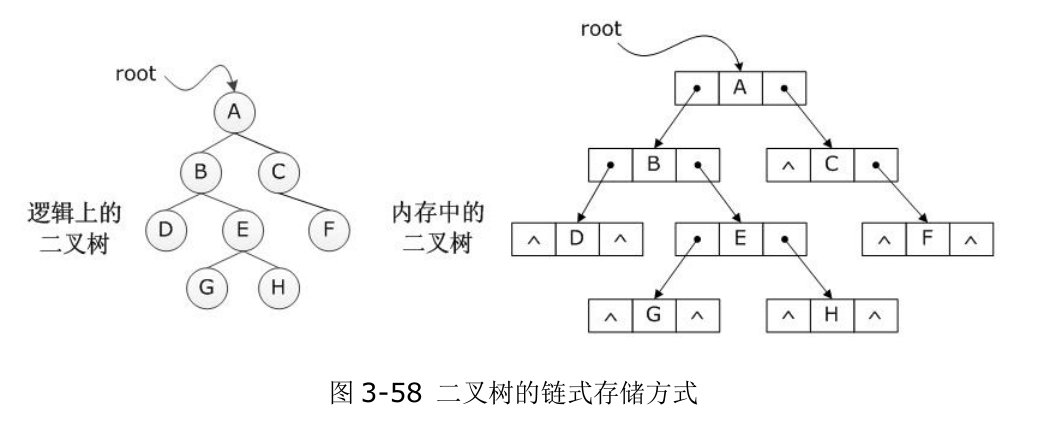 root
A
B
C
逻辑上的
二叉树
D
E
F
G
H
root
A
B
^ C
内存中的
二叉树
^ D ^
E
^ F ^
^ G ^
^ H ^
图 3-58 二叉树的链式存储方式